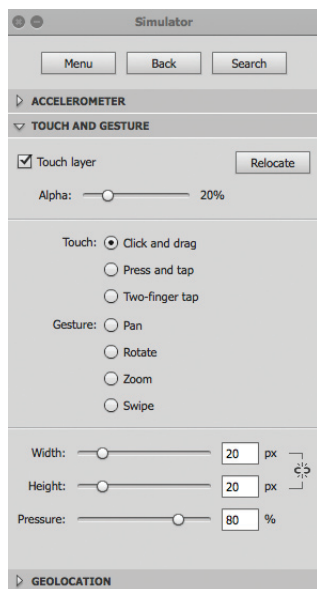 Simulator
Menu Back Search
ACCELEROMETER
TOUCH AND GESTURE
Touch layer Relocate
Alpha: 20%
Touch: Click and drag
Press and tap
Two-finger tap
Gesture: Pan
Rotate
Zoom
Swipe
Width: 20 px
Height: 20 px
Pressure: 80 %
GEOLOCATION